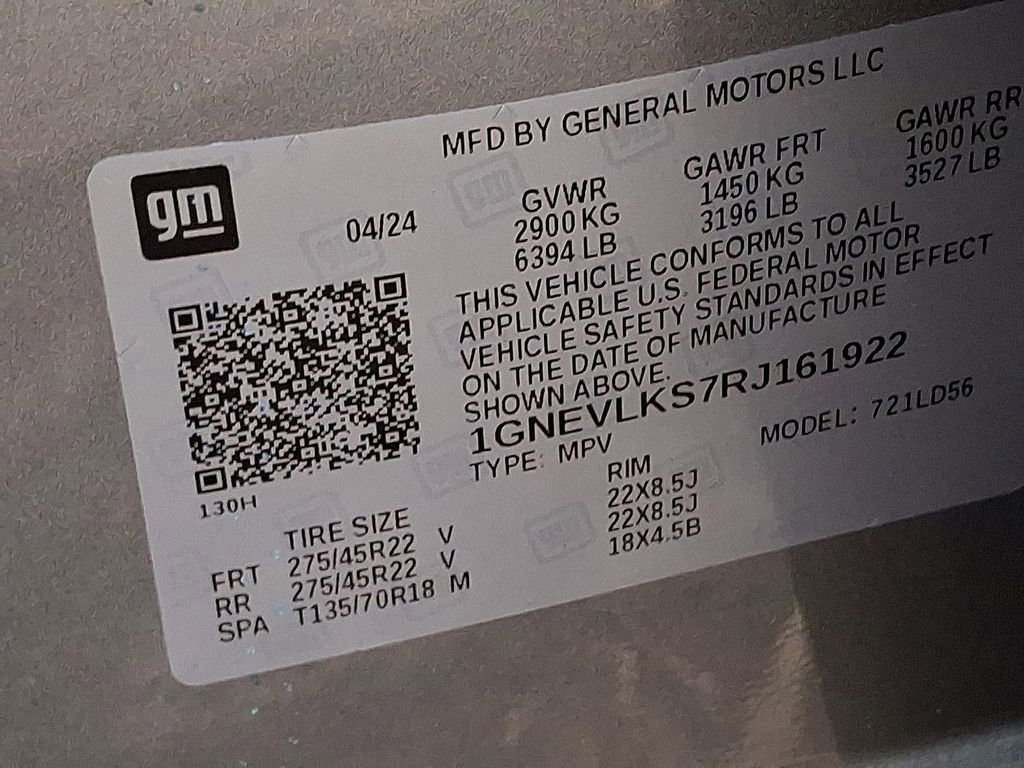 MFD BY GENERAL MOTORS LLC
gm
04/24
GVWR GAWR FRT GAWR RR
2900 KG 1450 KG 1600 KG
6394 LB 3196 LB 3527 LB
THIS VEHICLE CONFORMS TO ALL
APPLICABLE U.S. FEDERAL MOTOR
VEHICLE SAFETY STANDARDS IN EFFECT
ON THE DATE OF MANUFACTURE
SHOWN ABOVE.
1GNEVLKS7RJ161922
TYPE: MPV MODEL: 721LD56
130H
TIRE SIZE RIM
FRT 275/45R22 V 22X8.5J
RR 275/45R22 V 22X8.5J
SPA T135/70R18 M 18X4.5B